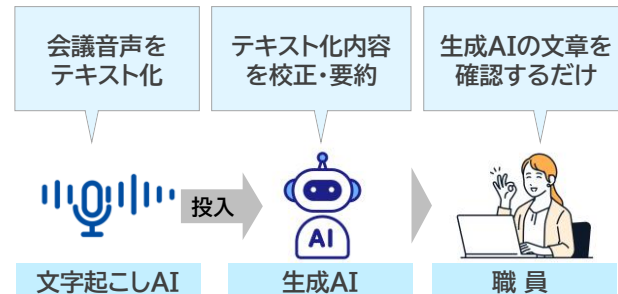 会議音声を
テキスト化
テキスト化内容
を校正・要約
生成AIの文章を
確認するだけ
投入
AI
文字起こしAI
生成AI
職員